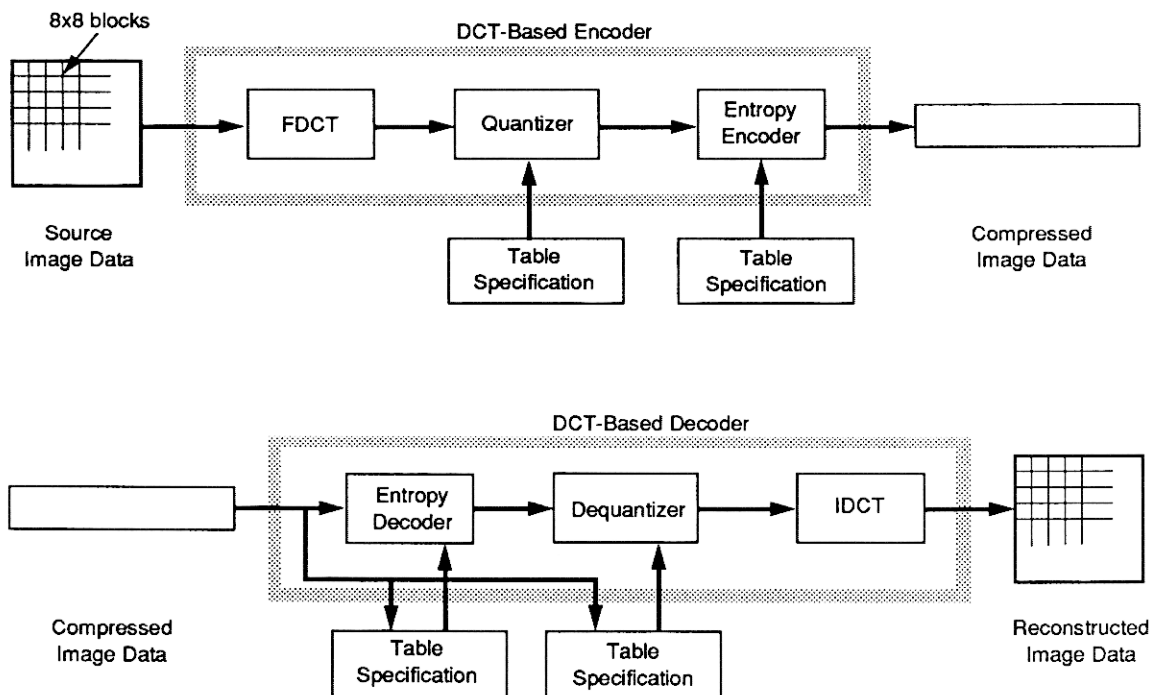 8x8 blocks
DCT-Based Encoder
FDCT
Quantizer
Entropy
Encoder
Source
Image Data
Table
Specification
Table
Specification
Compressed
Image Data
DCT-Based Decoder
Entropy
Decoder
Dequantizer
IDCT
Compressed
Image Data
Table
Specification
Table
Specification
Reconstructed
Image Data